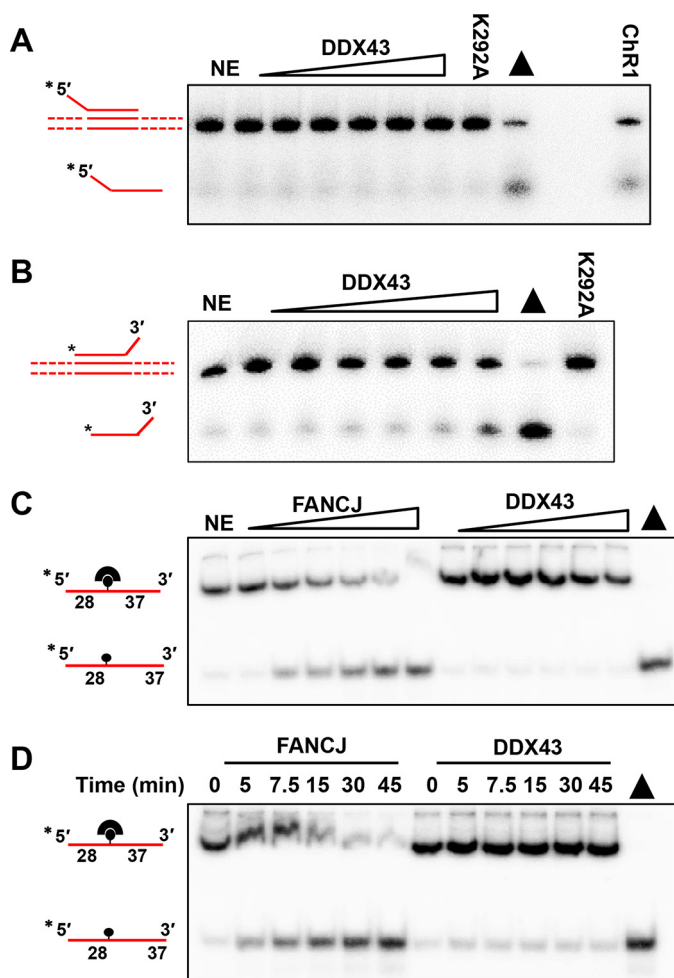 A
DDX43
NE
K292A
▲
ChR1
*5′
*5′
B
DDX43
NE
▲
K292A
* 3′
* 3′
C
FANCJ
DDX43
NE
▲
*5′ 3′
28 37
*5′ 3′
28 37
D
FANCJ
DDX43
Time (min) 0 5 7.5 15 30 45 0 5 7.5 15 30 45 ▲
*5′ 3′
28 37
*5′ 3′
28 37